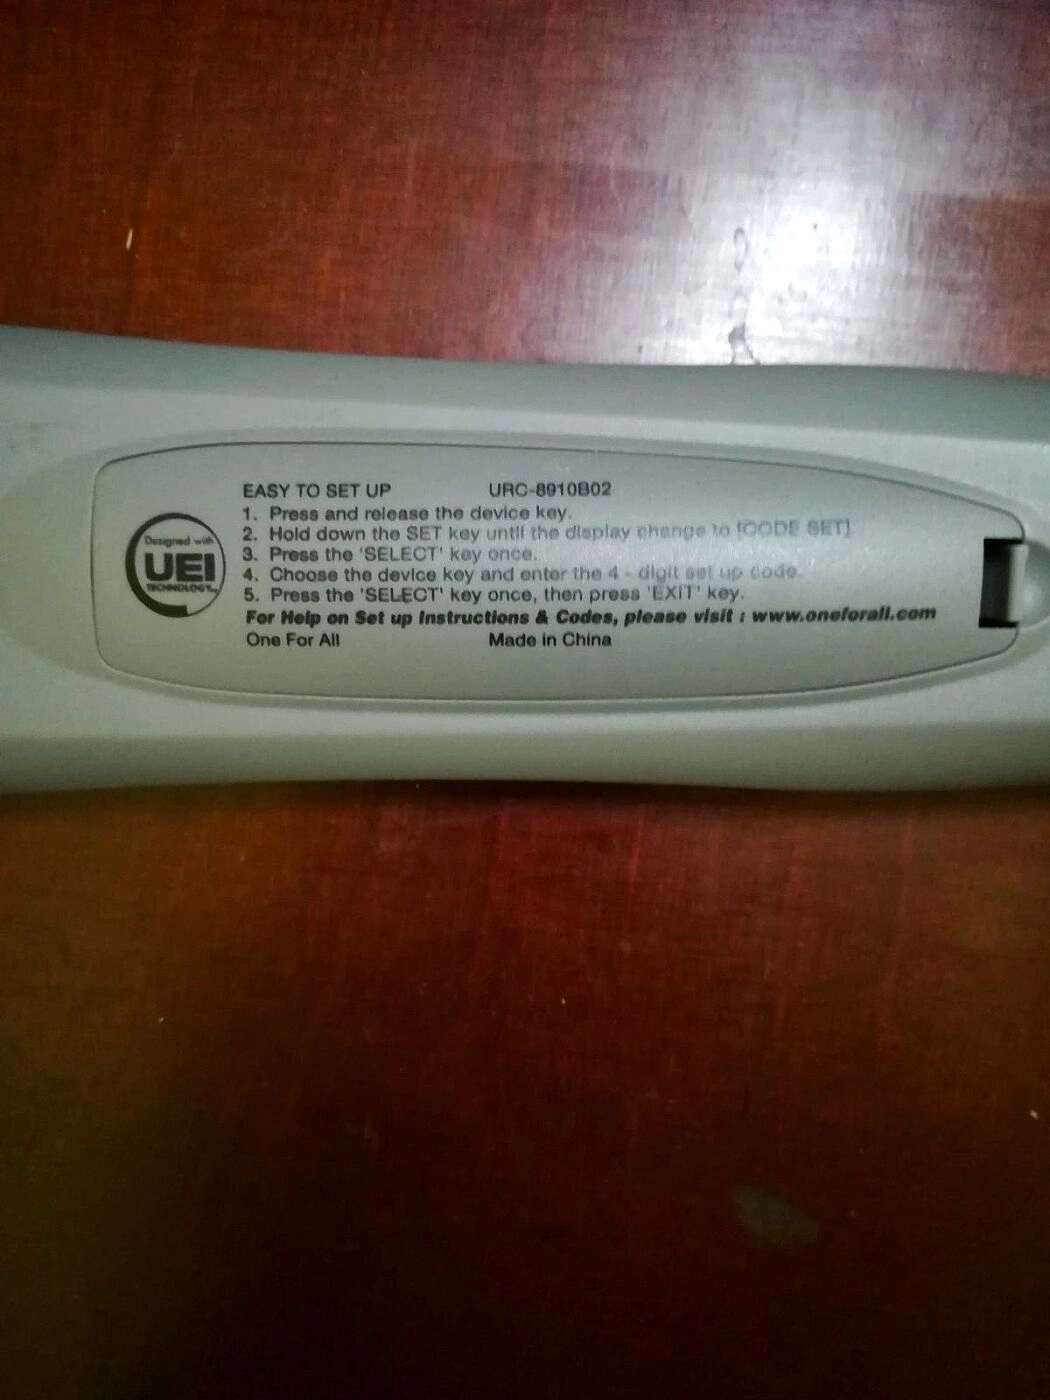 Designed with
UEI
TECHNOLOGY
EASY TO SET UP URC-8910B02
1. Press and release the device key.
2. Hold down the SET key until the display change to [CODE SET]
3. Press the 'SELECT' key once.
4. Choose the device key and enter the 4 - digit set up code.
5. Press the 'SELECT' key once, then press 'EXIT' key.
For Help on Set up Instructions & Codes, please visit : www.oneforall.com
One For All Made in China